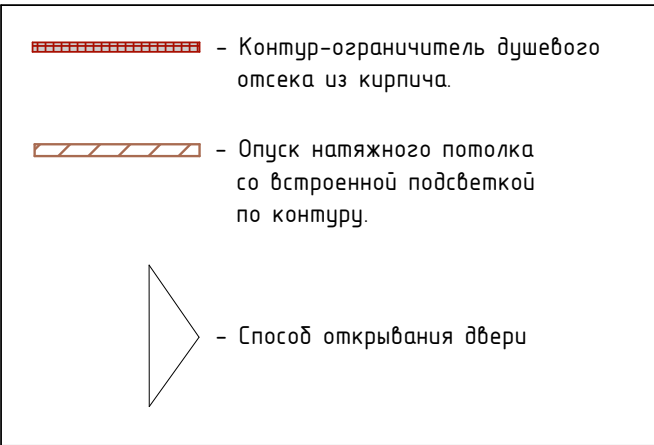 - Контур-ограничитель душевого
отсека из кирпича.
- Опуск натяжного потолка
со встроенной подсветкой
по контуру.
- Способ открывания двери